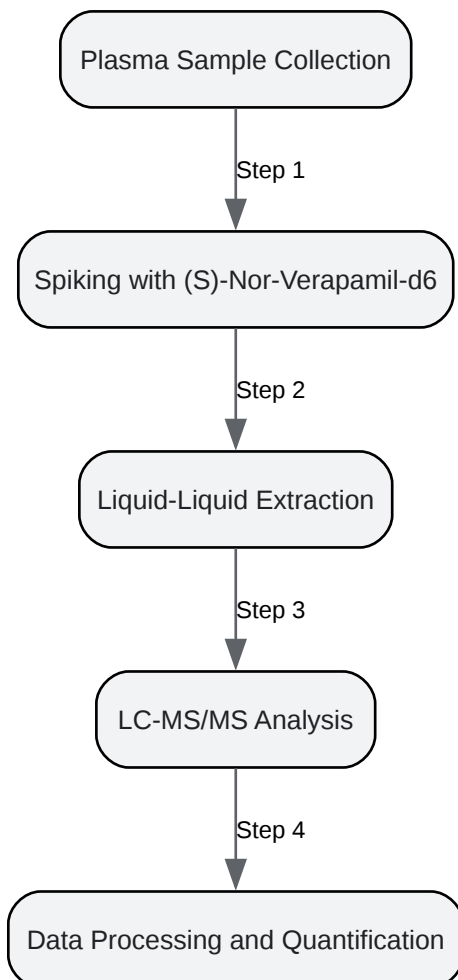 Plasma Sample Collection
Step 1
Spiking with (S)-Nor-Verapamil-d6
Step 2
Liquid-Liquid Extraction
Step 3
LC-MS/MS Analysis
Step 4
Data Processing and Quantification